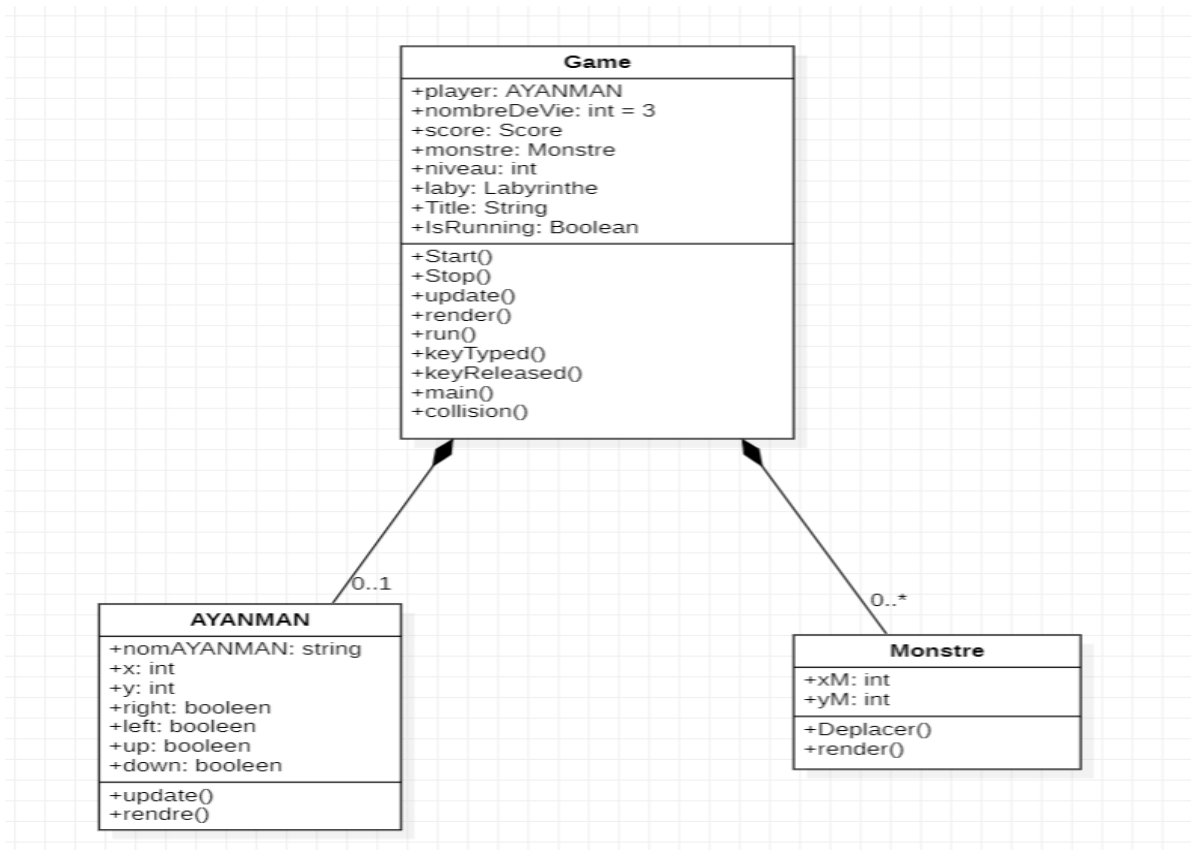 Game
+player: AYANMAN
+nombreDeVie: int = 3
+score: Score
+monstre: Monstre
+niveau: int
+laby: Labyrinthe
+Title: String
+IsRunning: Boolean
+Start()
+Stop()
+update()
+render()
+run()
+keyTyped()
+keyReleased()
+main()
+collision()
0..1
0..*
AYANMAN
+nomAYANMAN: string
+x: int
+y: int
+right: booleen
+left: booleen
+up: booleen
+down: booleen
+update()
+rendre()
Monstre
+xM: int
+yM: int
+Deplacer()
+render()